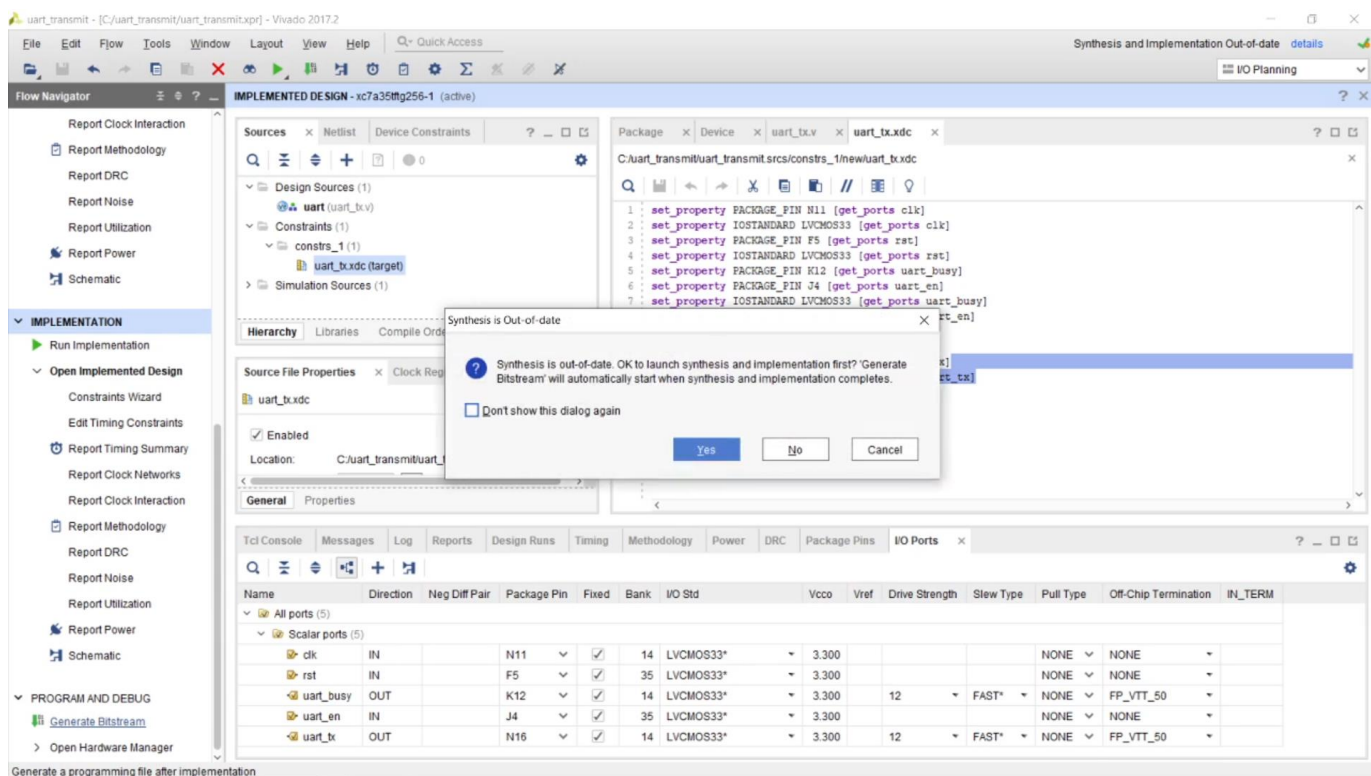 uart_transmit - [C:/uart_transmit/uart_transmit.xpr] - Vivado 2017.2
File Edit Flow Tools Window Layout View Help Quick Access
Synthesis and Implementation Out-of-date details
I/O Planning
Flow Navigator
Report Clock Interaction
Report Methodology
Report DRC
Report Noise
Report Utilization
Report Power
Schematic
IMPLEMENTATION
Run Implementation
Open Implemented Design
Constraints Wizard
Edit Timing Constraints
Report Timing Summary
Report Clock Networks
Report Clock Interaction
Report Methodology
Report DRC
Report Noise
Report Utilization
Report Power
Schematic
PROGRAM AND DEBUG
Generate Bitstream
Open Hardware Manager
IMPLEMENTED DESIGN - xc7a35tftg256-1 (active)
Sources Netlist Device Constraints
0
Design Sources (1)
uart (uart_tx.v)
Constraints (1)
constrs_1 (1)
uart_tx.xdc (target)
Simulation Sources (1)
Hierarchy Libraries Compile Orde
Source File Properties Clock Reg
uart_tx.xdc
Enabled
Location: C:/uart_transmit/uart_t
General Properties
Package Device uart_tx.v uart_tx.xdc
C:/uart_transmit/uart_transmit.srcs/constrs_1/new/uart_tx.xdc
1 set_property PACKAGE_PIN N11 [get_ports clk]
2 set_property IOSTANDARD LVCMOS33 [get_ports clk]
3 set_property PACKAGE_PIN F5 [get_ports rst]
4 set_property IOSTANDARD LVCMOS33 [get_ports rst]
5 set_property PACKAGE_PIN K12 [get_ports uart_busy]
6 set_property PACKAGE_PIN J4 [get_ports uart_en]
7 set_property IOSTANDARD LVCMOS33 [get_ports uart_busy]
rt_en]
x]
rt_tx]
Synthesis is Out-of-date
Synthesis is out-of-date. OK to launch synthesis and implementation first? 'Generate
Bitstream' will automatically start when synthesis and implementation completes.
Don't show this dialog again
Yes No Cancel
Tcl Console Messages Log Reports Design Runs Timing Methodology Power DRC Package Pins I/O Ports
Name Direction Neg Diff Pair Package Pin Fixed Bank I/O Std Vcco Vref Drive Strength Slew Type Pull Type Off-Chip Termination IN_TERM
All ports (5)
Scalar ports (5)
clk IN N11 14 LVCMOS33* 3.300 NONE NONE
rst IN F5 35 LVCMOS33* 3.300 NONE NONE
uart_busy OUT K12 14 LVCMOS33* 3.300 12 FAST* NONE FP_VTT_50
uart_en IN J4 35 LVCMOS33* 3.300 NONE NONE
uart_tx OUT N16 14 LVCMOS33* 3.300 12 FAST* NONE FP_VTT_50
Generate a programming file after implementation